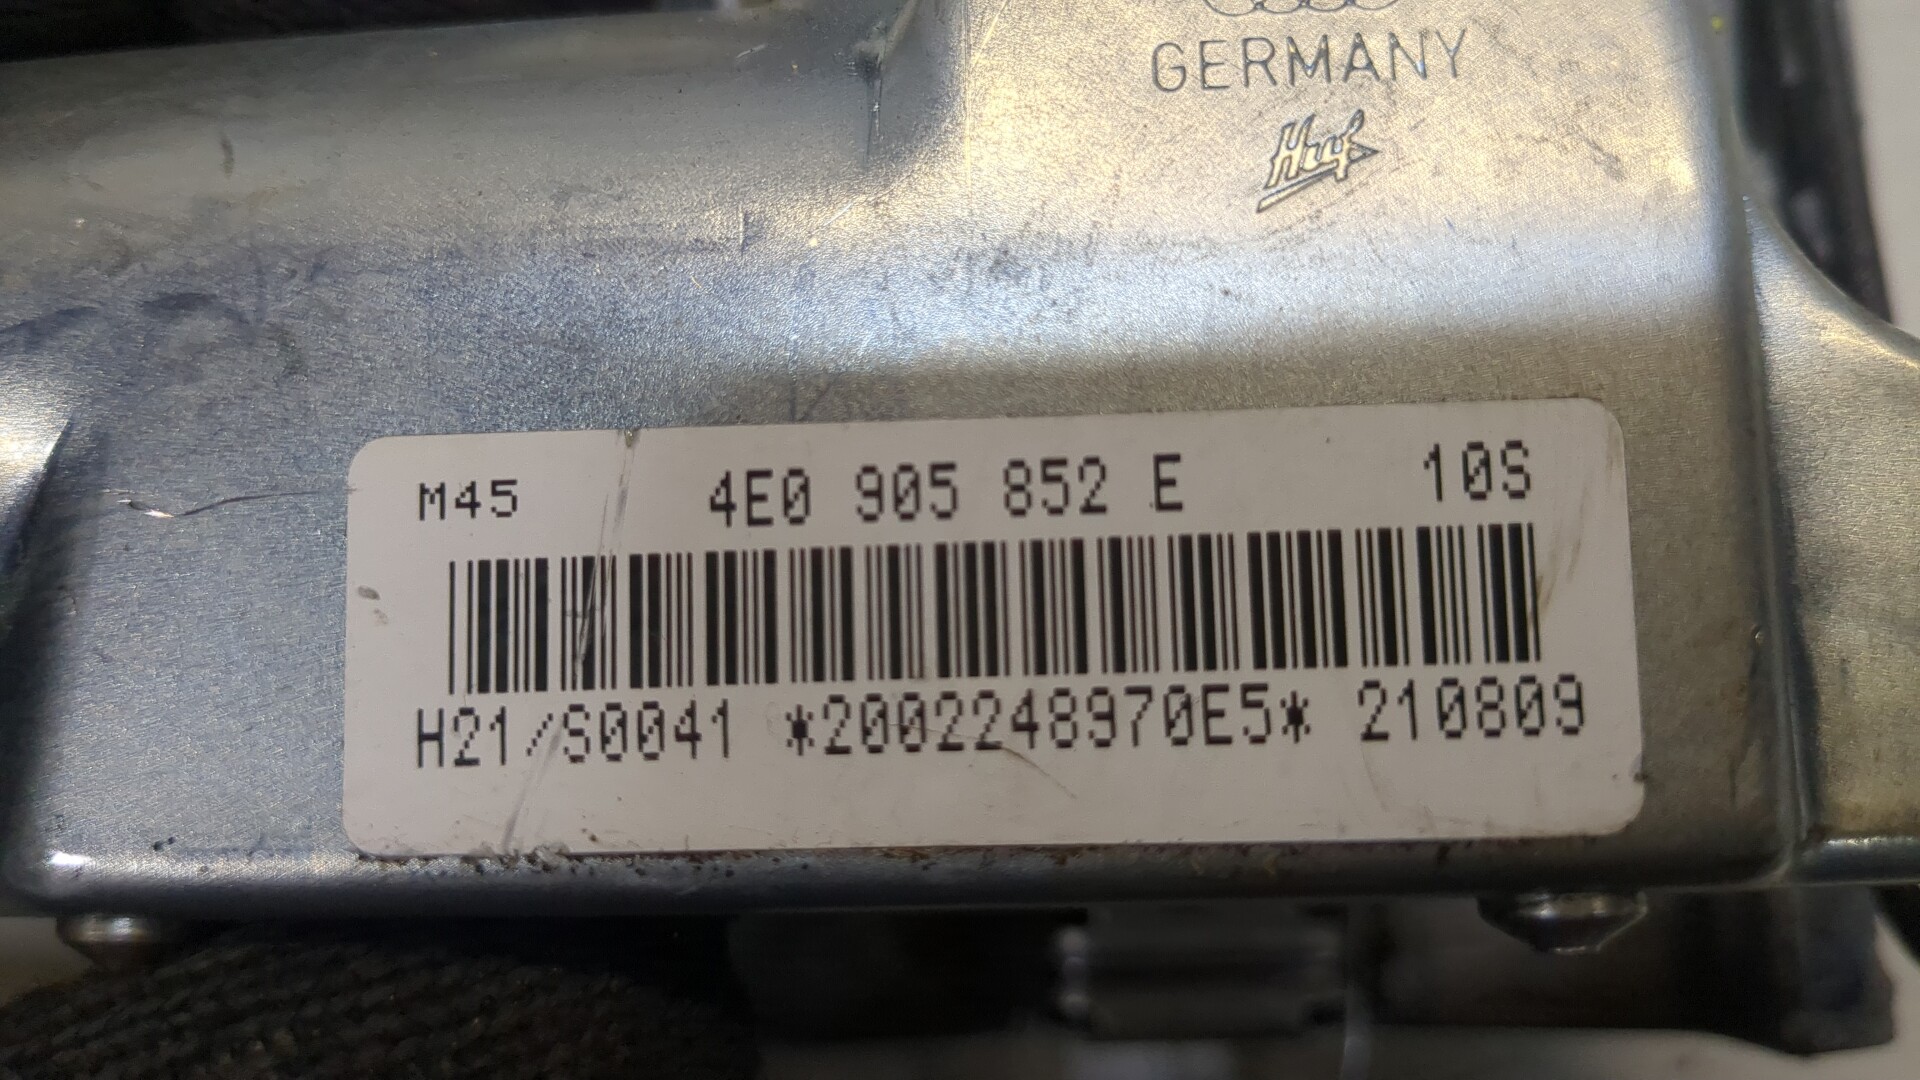 GERMANY
Huf
M45 4E0 905 852 E 10S
H21/S0041 *2002248970E5* 210809